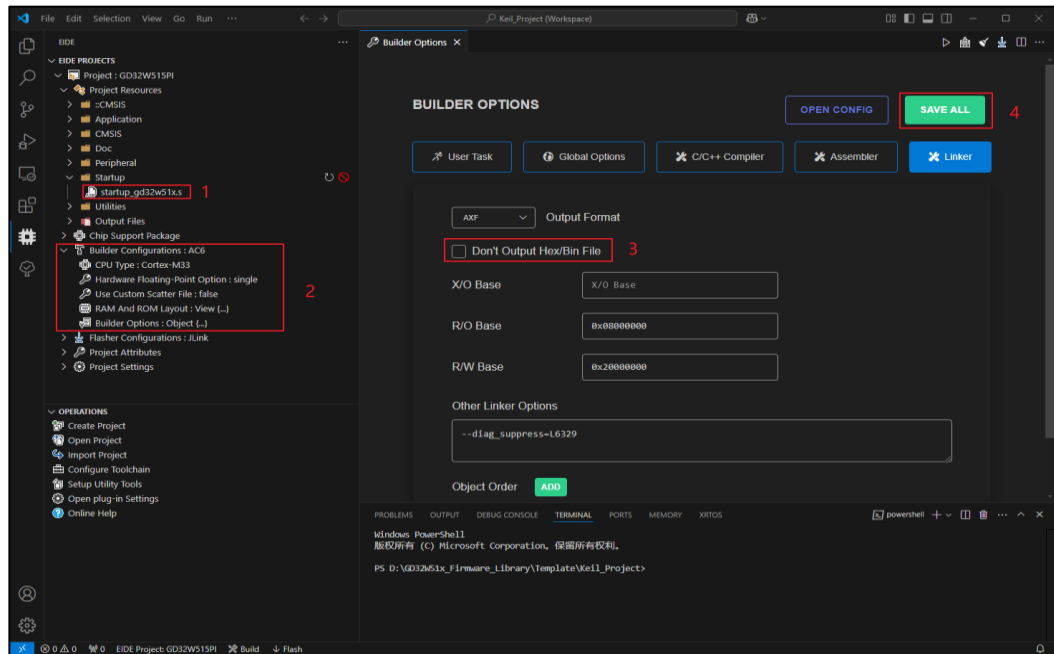 File Edit Selection View Go Run ···
Keil_Project (Workspace)
EIDE ···
EIDE PROJECTS
Project : GD32W515PI
Project Resources
::CMSIS
Application
CMSIS
Doc
Peripheral
Startup
startup_gd32w51x.s 1
Utilities
Output Files
Chip Support Package
Builder Configurations : AC6
CPU Type : Cortex-M33
Hardware Floating-Point Option : single
Use Custom Scatter File : false
2
RAM And ROM Layout : View {...}
Builder Options : Object {...}
Flasher Configurations : JLink
Project Attributes
Project Settings
OPERATIONS
Create Project
Open Project
Import Project
Configure Toolchain
Setup Utility Tools
Open plug-in Settings
Online Help
Builder Options ×
BUILDER OPTIONS
OPEN CONFIG
SAVE ALL 4
User Task
Global Options
C/C++ Compiler
Assembler
Linker
AXF Output Format
Don't Output Hex/Bin File 3
X/O Base X/O Base
R/O Base 0x08000000
R/W Base 0x20000000
Other Linker Options
--diag_suppress=L6329
Object Order ADD
PROBLEMS OUTPUT DEBUG CONSOLE TERMINAL PORTS MEMORY XRTOS
powershell
Windows PowerShell
版权所有 (C) Microsoft Corporation。保留所有权利。
PS D:\GD32W51x_Firmware_Library\Template\Keil_Project>
0 0 0 EIDE Project: GD32W515PI Build Flash